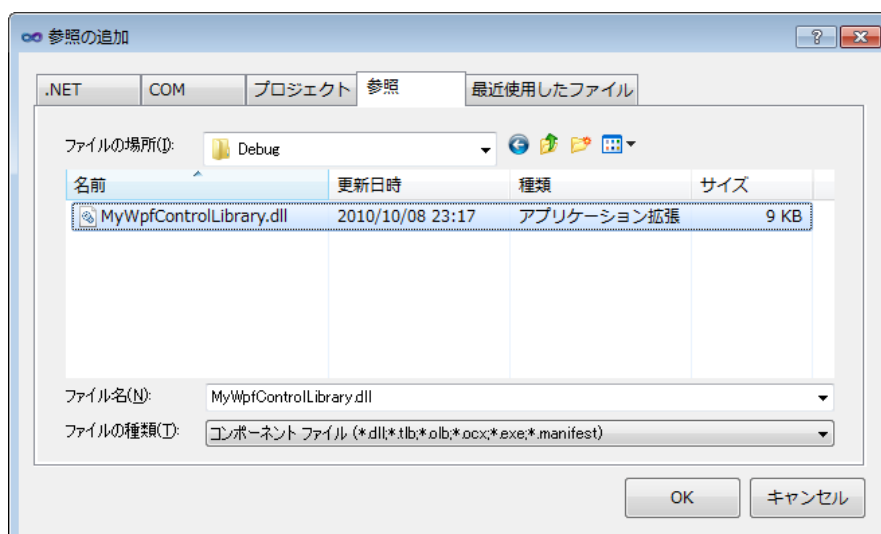 参照の追加
.NET COM プロジェクト 参照 最近使用したファイル
ファイルの場所(I): Debug
名前 更新日時 種類 サイズ
MyWpfControlLibrary.dll 2010/10/08 23:17 アプリケーション拡張 9 KB
ファイル名(N): MyWpfControlLibrary.dll
ファイルの種類(T): コンポーネント ファイル (*.dll;*.tlb;*.olb;*.ocx;*.exe;*.manifest)
OK キャンセル